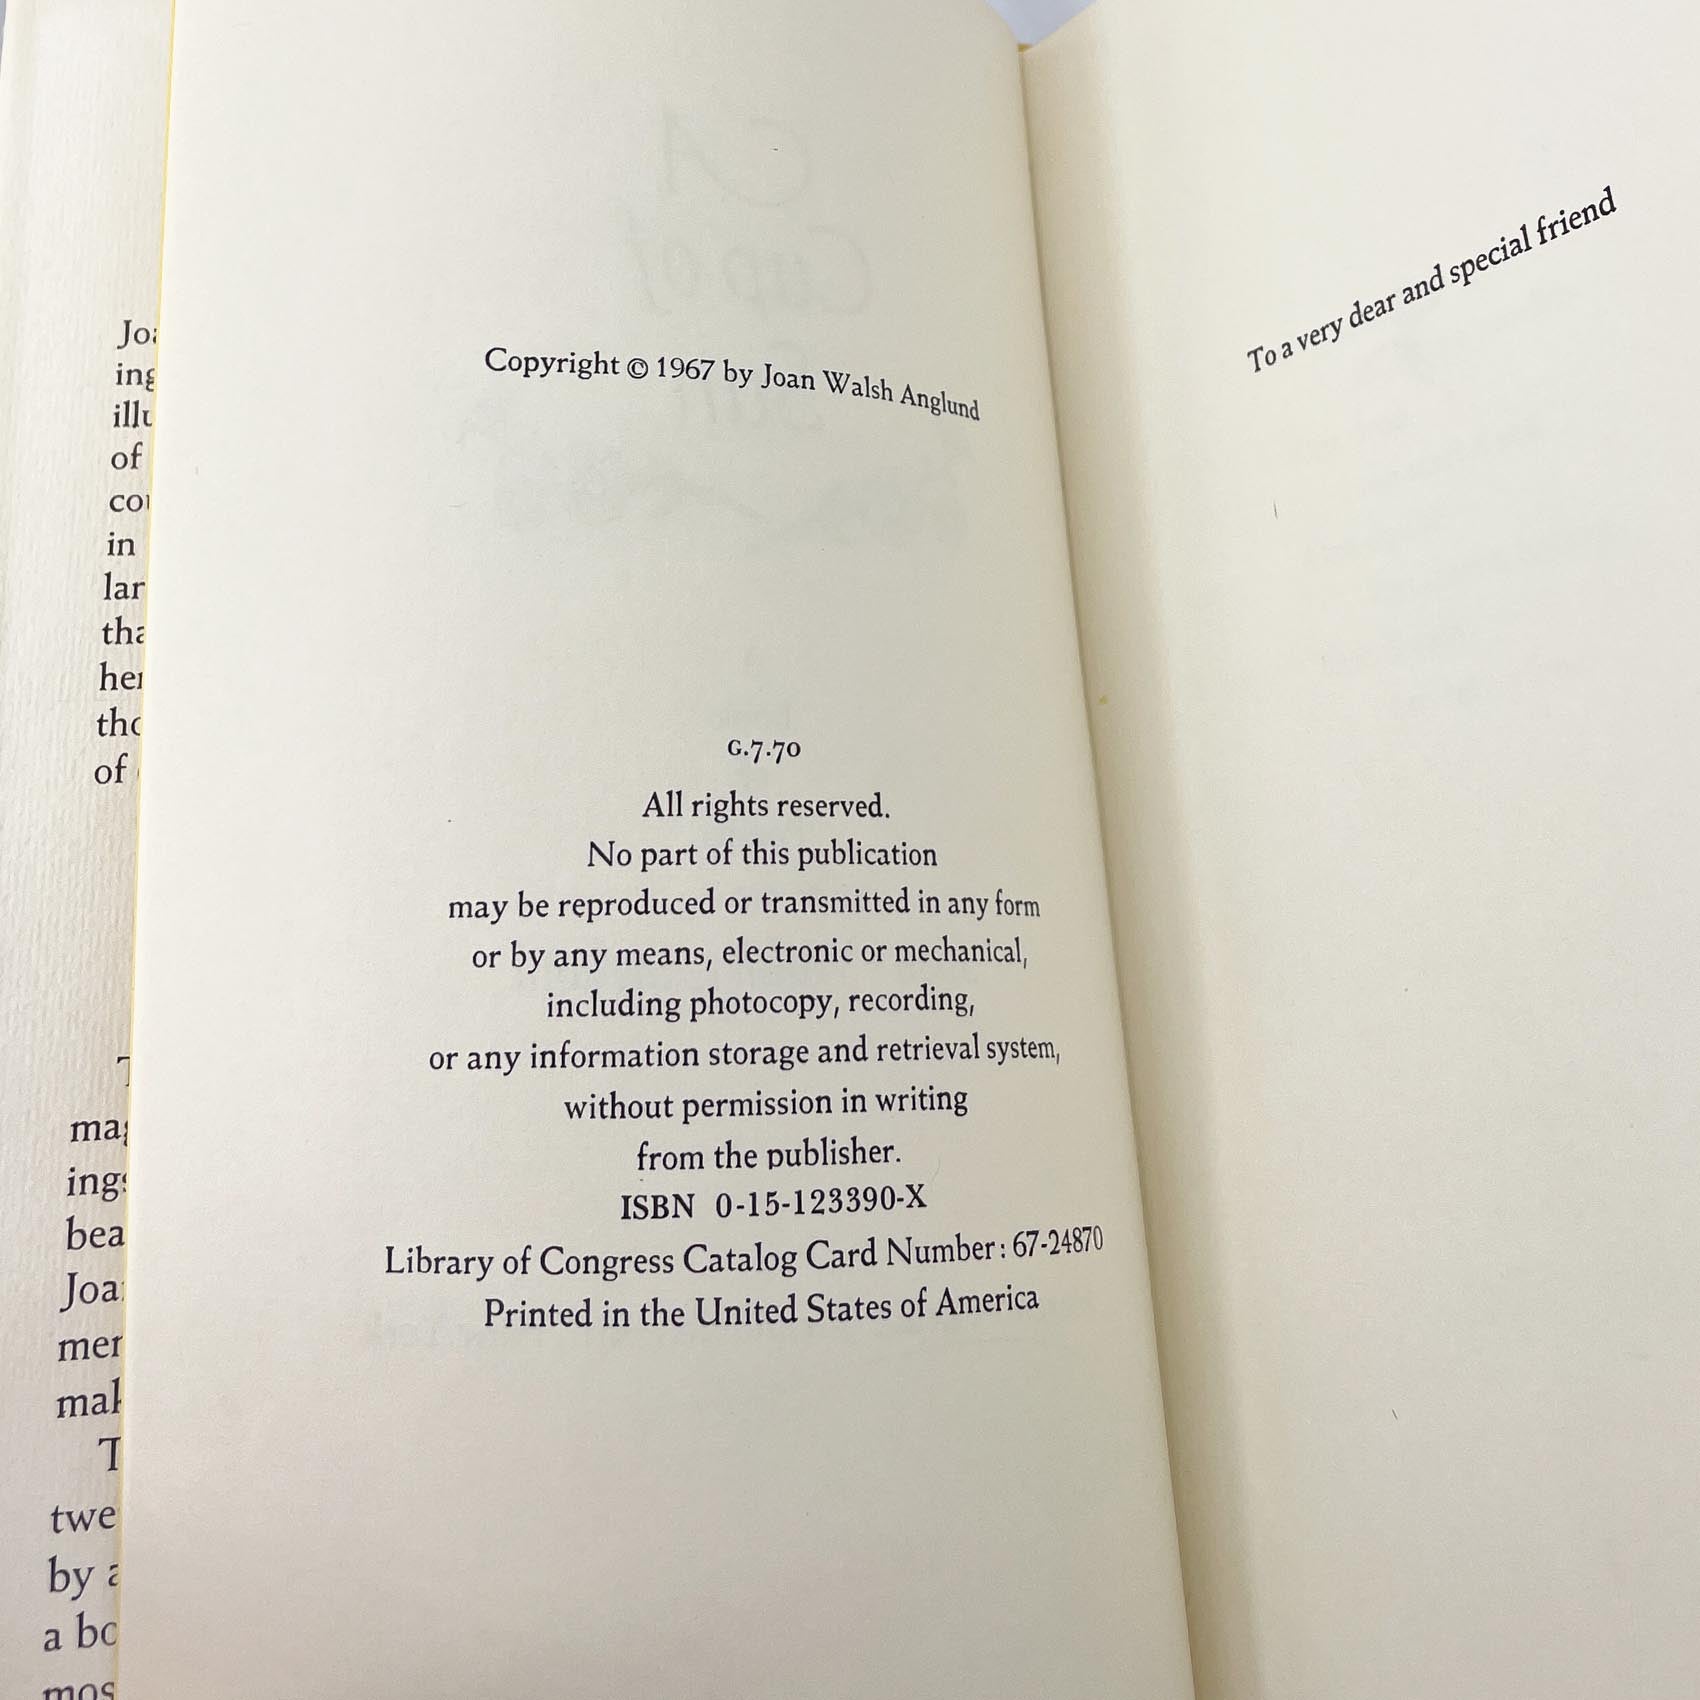 of
in
of
Copyright © 1967 by Joan Walsh Anglund
G.7.70
All rights reserved.
No part of this publication
may be reproduced or transmitted in any form
or by any means, electronic or mechanical,
including photocopy, recording,
or any information storage and retrieval system,
without permission in writing
from the publisher.
ISBN 0-15-123390-X
Library of Congress Catalog Card Number: 67-24870
Printed in the United States of America
To a very dear and special friend